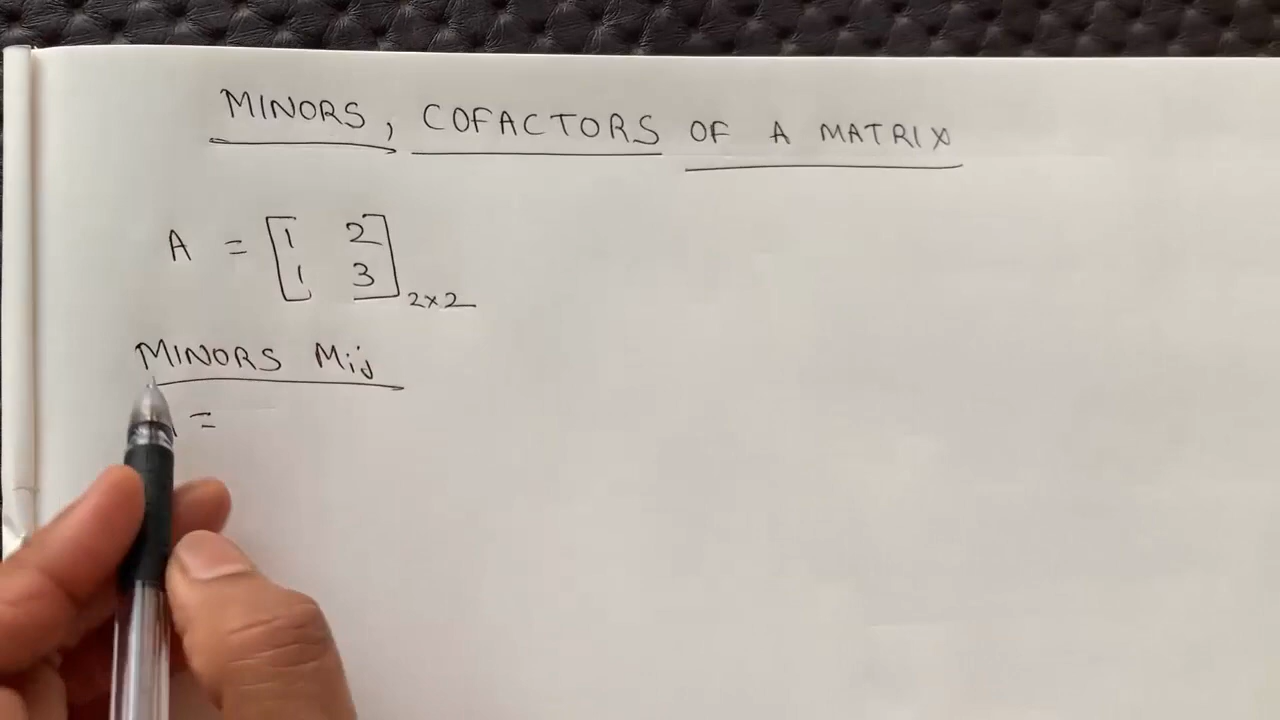 MINORS, COFACTORS OF A MATRIX
A = [1 2
1 3]2×2
MINORS Mij
=